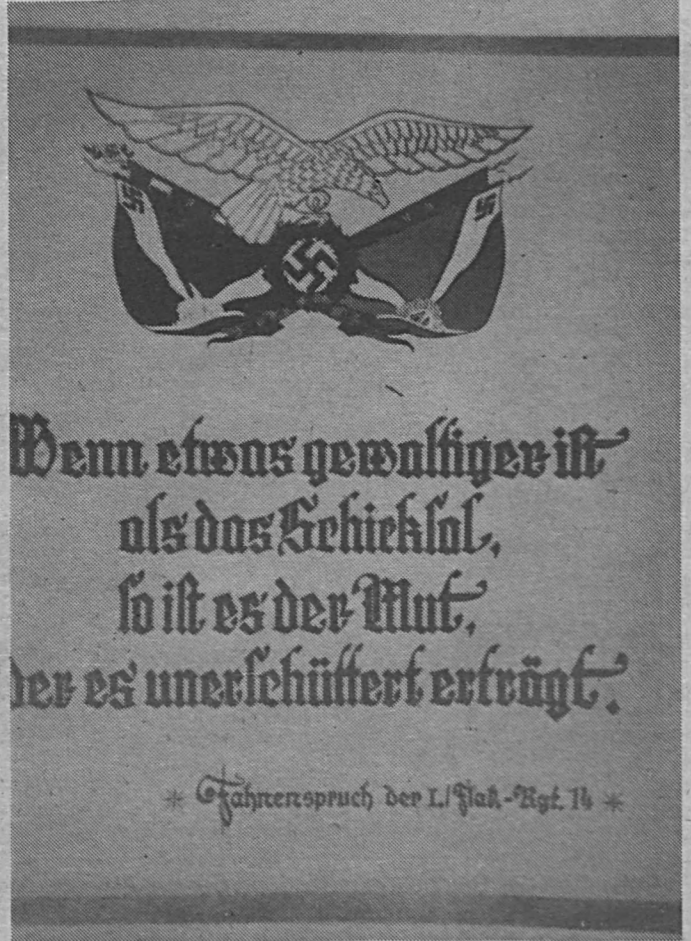 Wenn etwas gewaltiger ist
als das Schicksal,
so ist es der Mut,
der es unerschüttert erträgt.
* Fahnenspruch der I./Flak-Rgt. 14 *